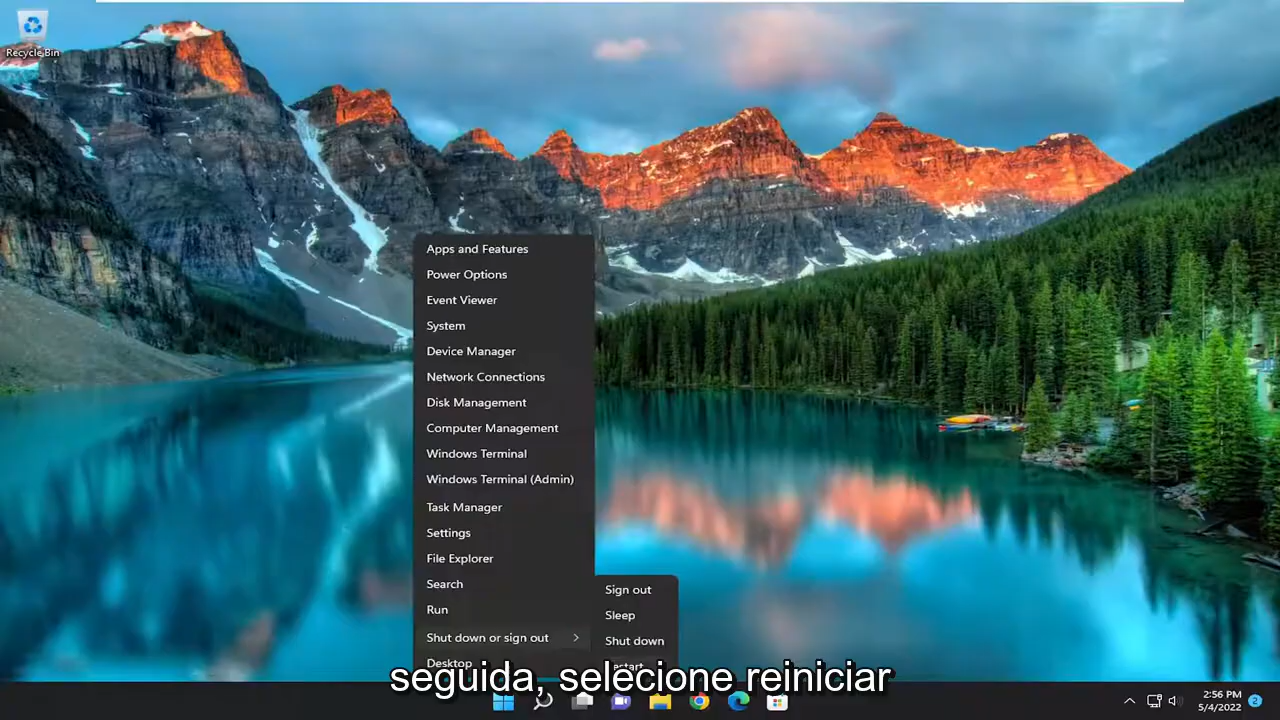 Recycle Bin
Apps and Features
Power Options
Event Viewer
System
Device Manager
Network Connections
Disk Management
Computer Management
Windows Terminal
Windows Terminal (Admin)
Task Manager
Settings
File Explorer
Search
Run
Shut down or sign out
Desktop
Sign out
Sleep
Shut down
Restart
seguida, selecione reiniciar
2:56 PM
5/4/2022
2